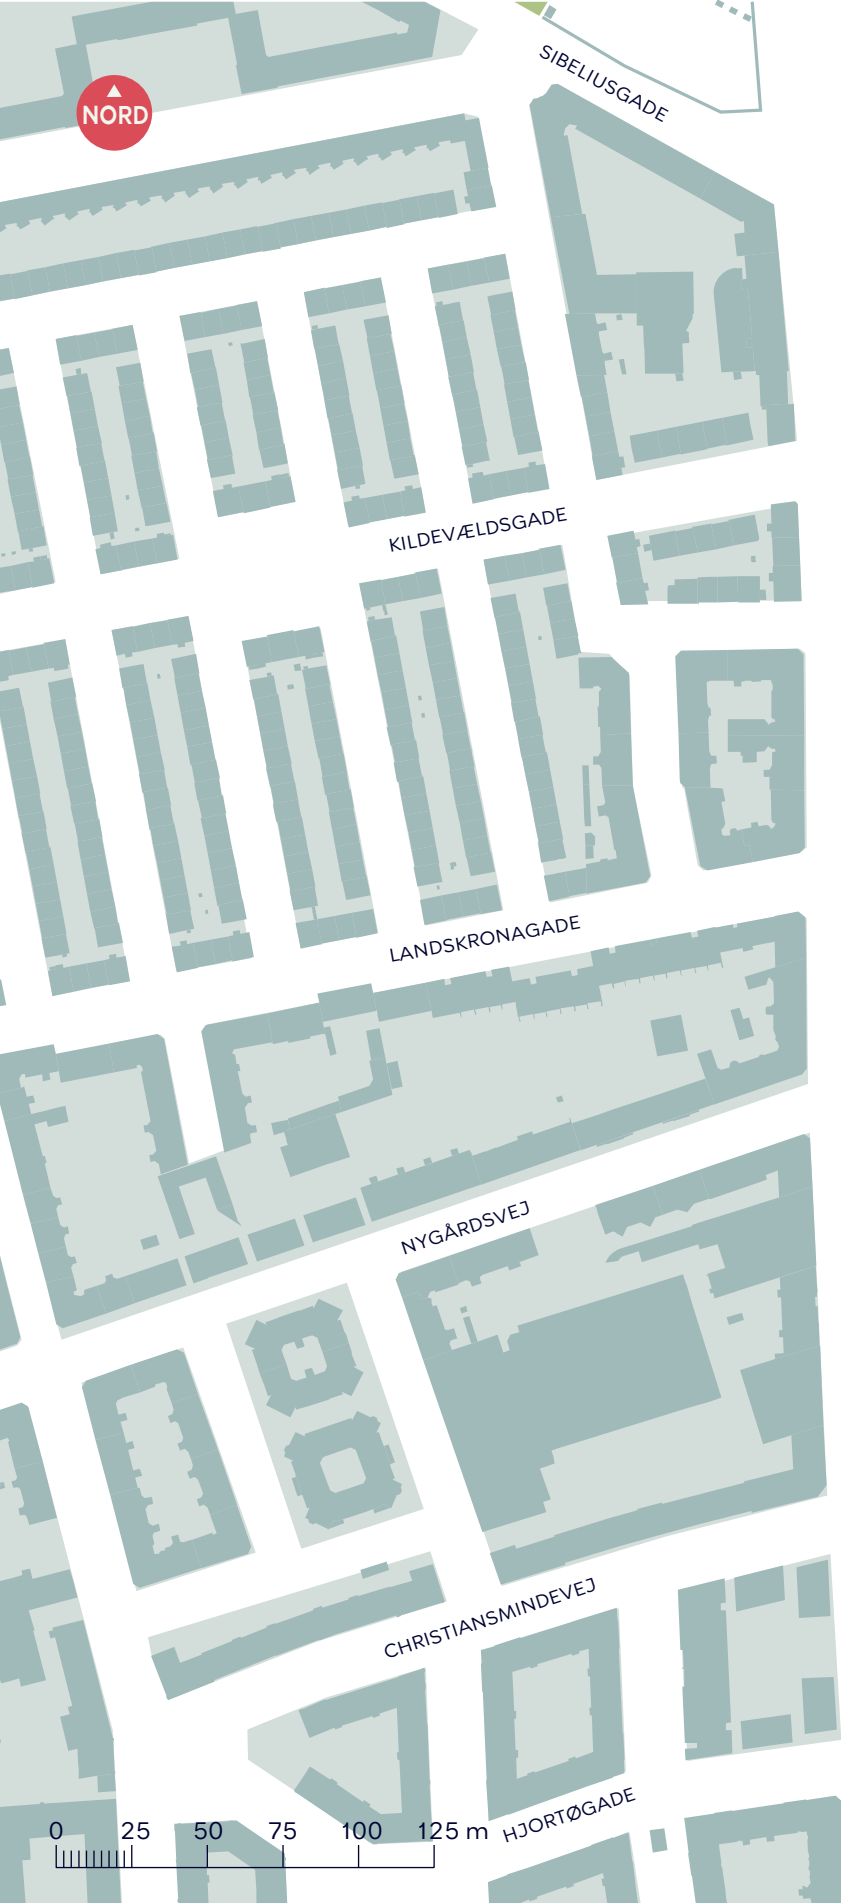 SIBELIUSGADE
NORD
KILDEVÆLDSGADE
LANDSKRONAGADE
NYGÅRDSVEJ
CHRISTIANSMINDEVEJ
HJORTØGADE
0 25 50 75 100 125 m